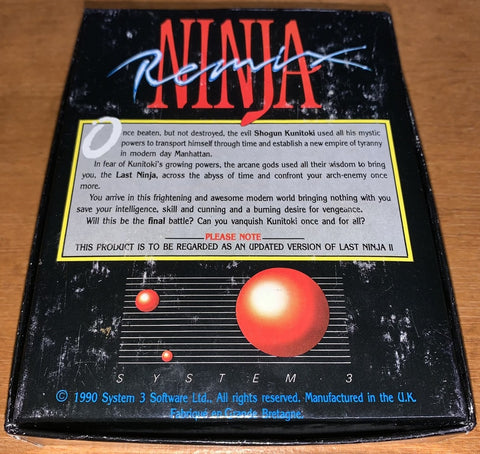 NINJA
Remix
Once beaten, but not destroyed, the evil Shogun Kunitoki used all his mystic
powers to transport himself through time and establish a new empire of tyranny
in modern day Manhattan.
In fear of Kunitoki's growing powers, the arcane gods used all their wisdom to bring
you, the Last Ninja, across the abyss of time and confront your arch-enemy once
more.
You arrive in this frightening and awesome modern world bringing nothing with you
save your intelligence, skill and cunning and a burning desire for vengeance.
Will this be the final battle? Can you vanquish Kunitoki once and for all?
PLEASE NOTE
THIS PRODUCT IS TO BE REGARDED AS AN UPDATED VERSION OF LAST NINJA II
SYSTEM 3
© 1990 System 3 Software Ltd., All rights reserved. Manufactured in the U.K.
Fabriqué en Grande Bretagne.